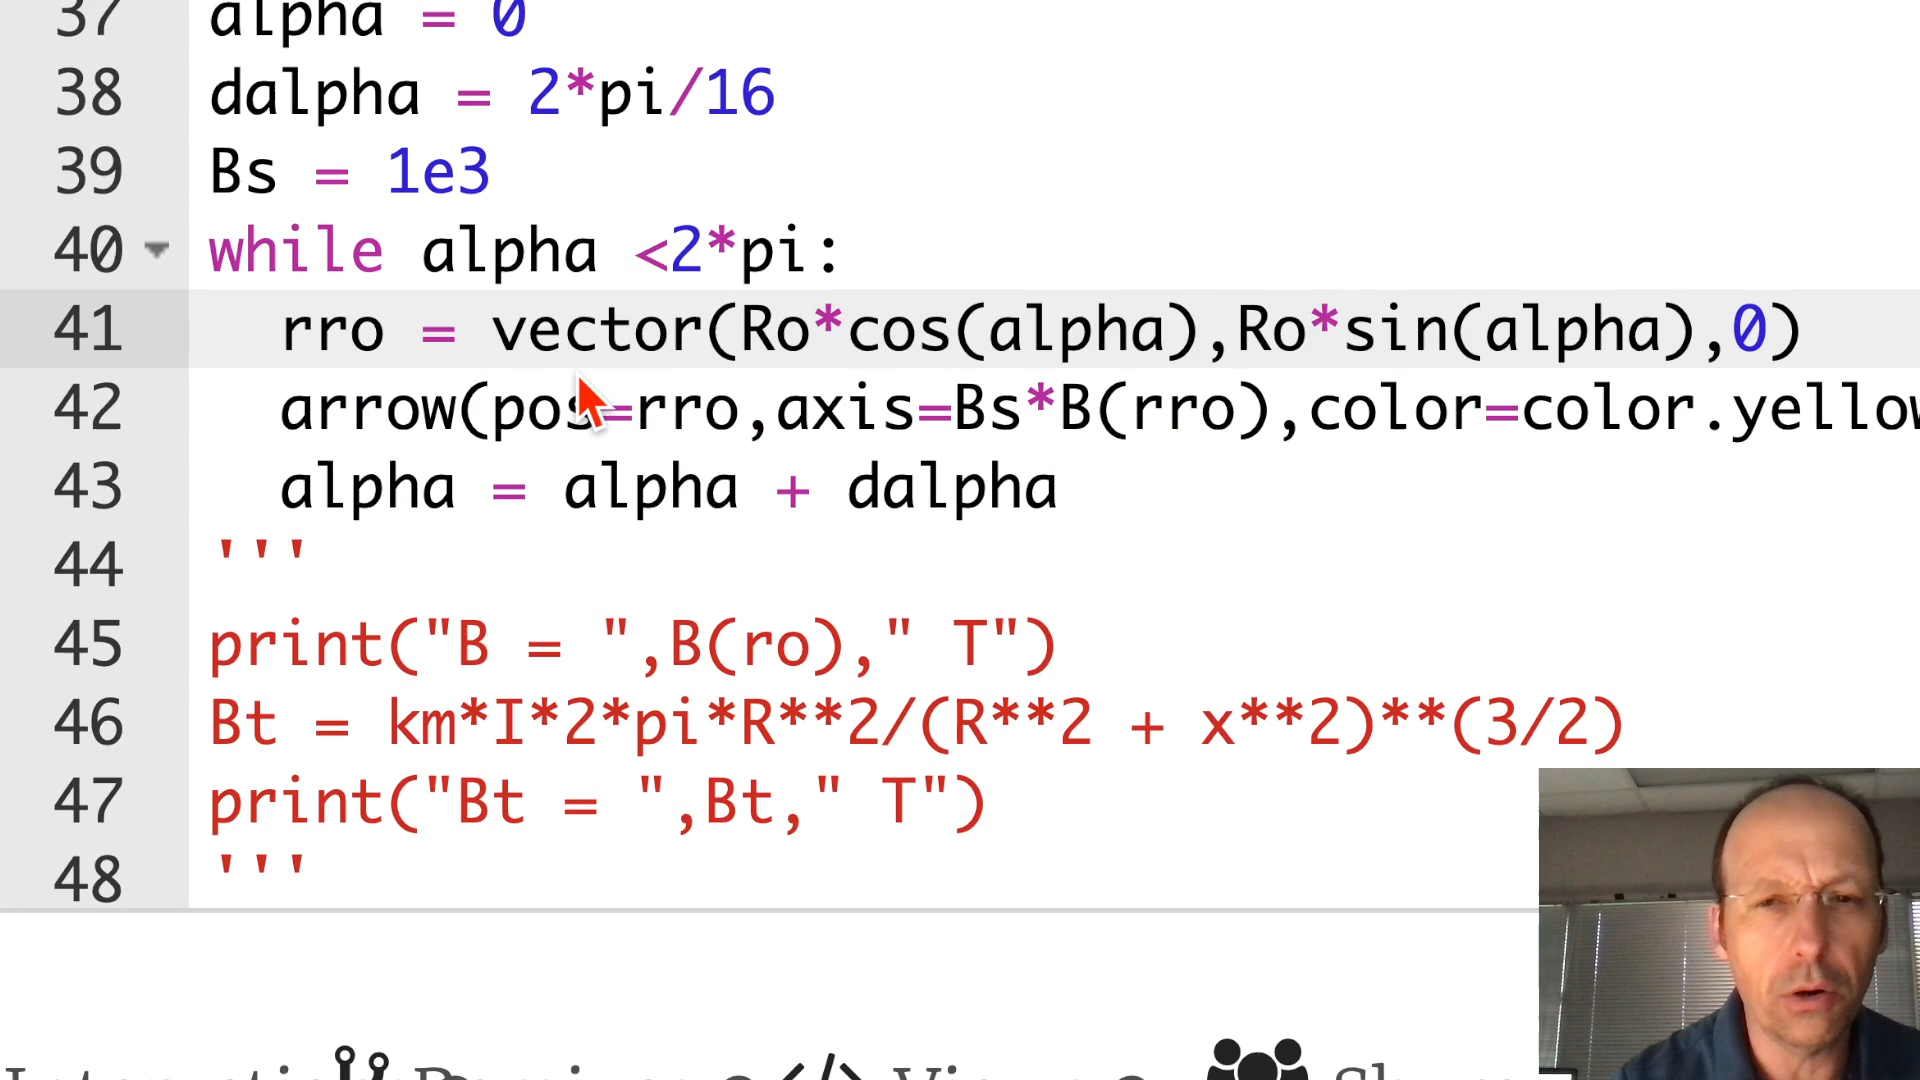 37 alpha = 0
38 dalpha = 2*pi/16
39 Bs = 1e3
40 while alpha <2*pi:
41 rro = vector(Ro*cos(alpha),Ro*sin(alpha),0)
42 arrow(pos=rro,axis=Bs*B(rro),color=color.yellow
43 alpha = alpha + dalpha
44 '''
45 print("B = ",B(ro)," T")
46 Bt = km*I*2*pi*R**2/(R**2 + x**2)**(3/2)
47 print("Bt = ",Bt," T")
48 '''